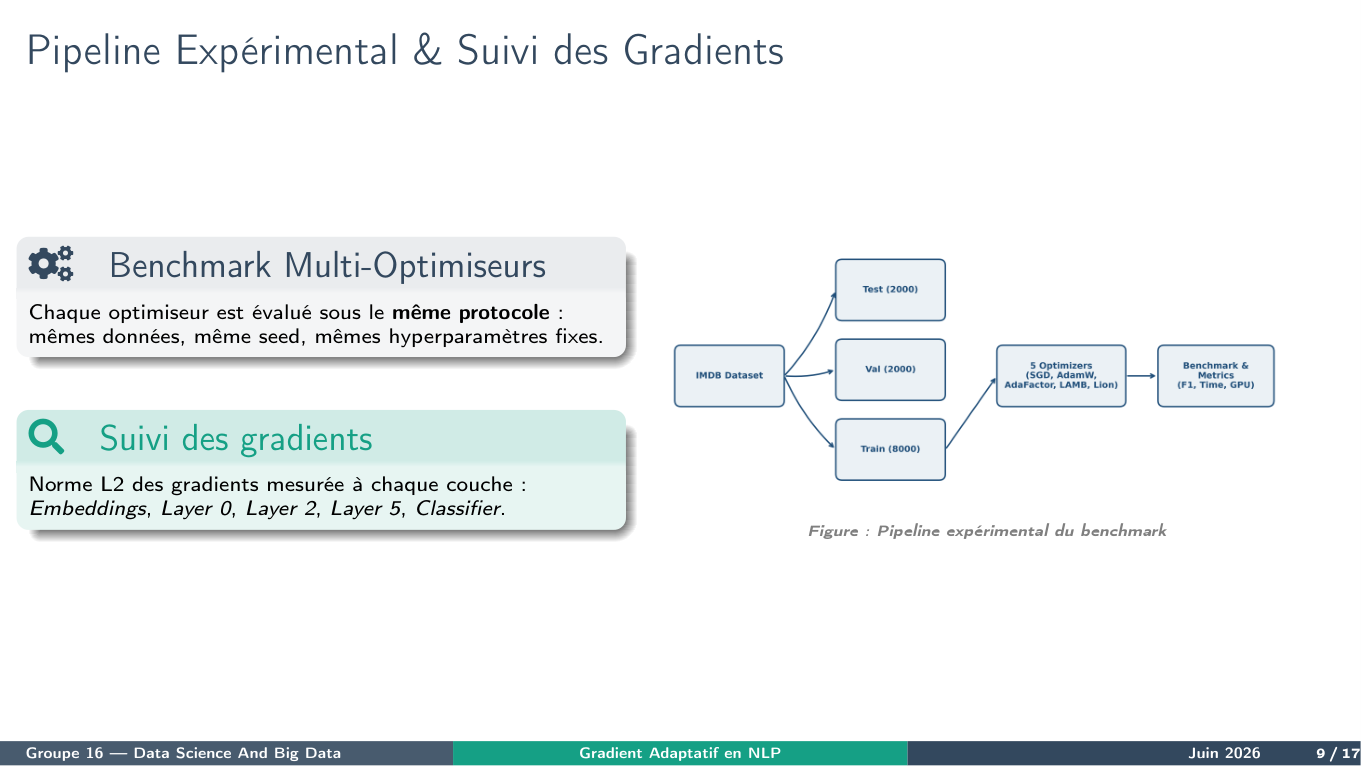 Pipeline Expérimental & Suivi des Gradients
Benchmark Multi-Optimiseurs
Chaque optimiseur est évalué sous le même protocole :
mêmes données, même seed, mêmes hyperparamètres fixes.
Suivi des gradients
Norme L2 des gradients mesurée à chaque couche :
Embeddings, Layer 0, Layer 2, Layer 5, Classifier.
IMDB Dataset
Test (2000)
Val (2000)
Train (8000)
5 Optimizers
(SGD, AdamW,
AdaFactor, LAMB, Lion)
Benchmark &
Metrics
(F1, Time, GPU)
Figure : Pipeline expérimental du benchmark
Groupe 16 — Data Science And Big Data
Gradient Adaptatif en NLP
Juin 2026
9 / 17